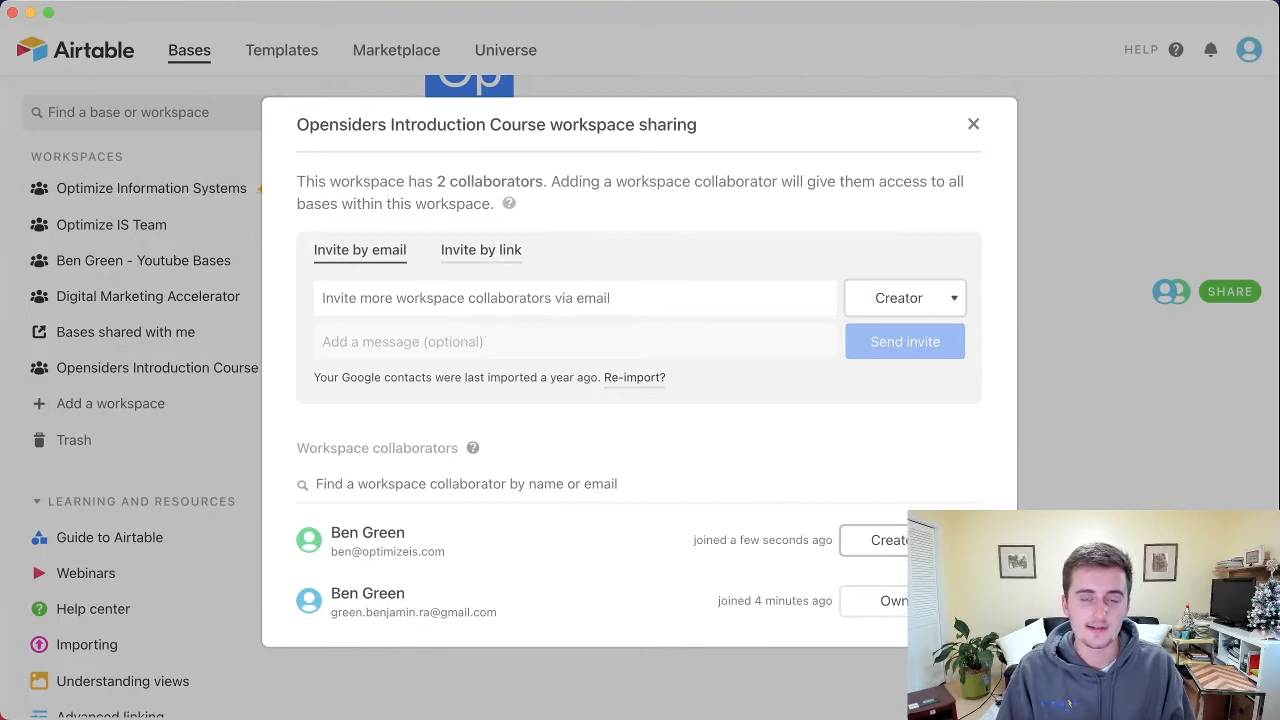 Airtable
Bases
Templates
Marketplace
Universe
HELP
Op
Find a base or workspace
WORKSPACES
Optimize Information Systems
Optimize IS Team
Ben Green - Youtube Bases
Digital Marketing Accelerator
Bases shared with me
Opensiders Introduction Course
Add a workspace
Trash
LEARNING AND RESOURCES
Guide to Airtable
Webinars
Help center
Importing
Understanding views
Advanced linking
Opensiders Introduction Course workspace sharing
This workspace has 2 collaborators. Adding a workspace collaborator will give them access to all
bases within this workspace.
Invite by email
Invite by link
Invite more workspace collaborators via email
Creator
Add a message (optional)
Send invite
Your Google contacts were last imported a year ago. Re-import?
Workspace collaborators
Find a workspace collaborator by name or email
Ben Green
ben@optimizeis.com
joined a few seconds ago
Create
Ben Green
green.benjamin.ra@gmail.com
joined 4 minutes ago
Own
SHARE